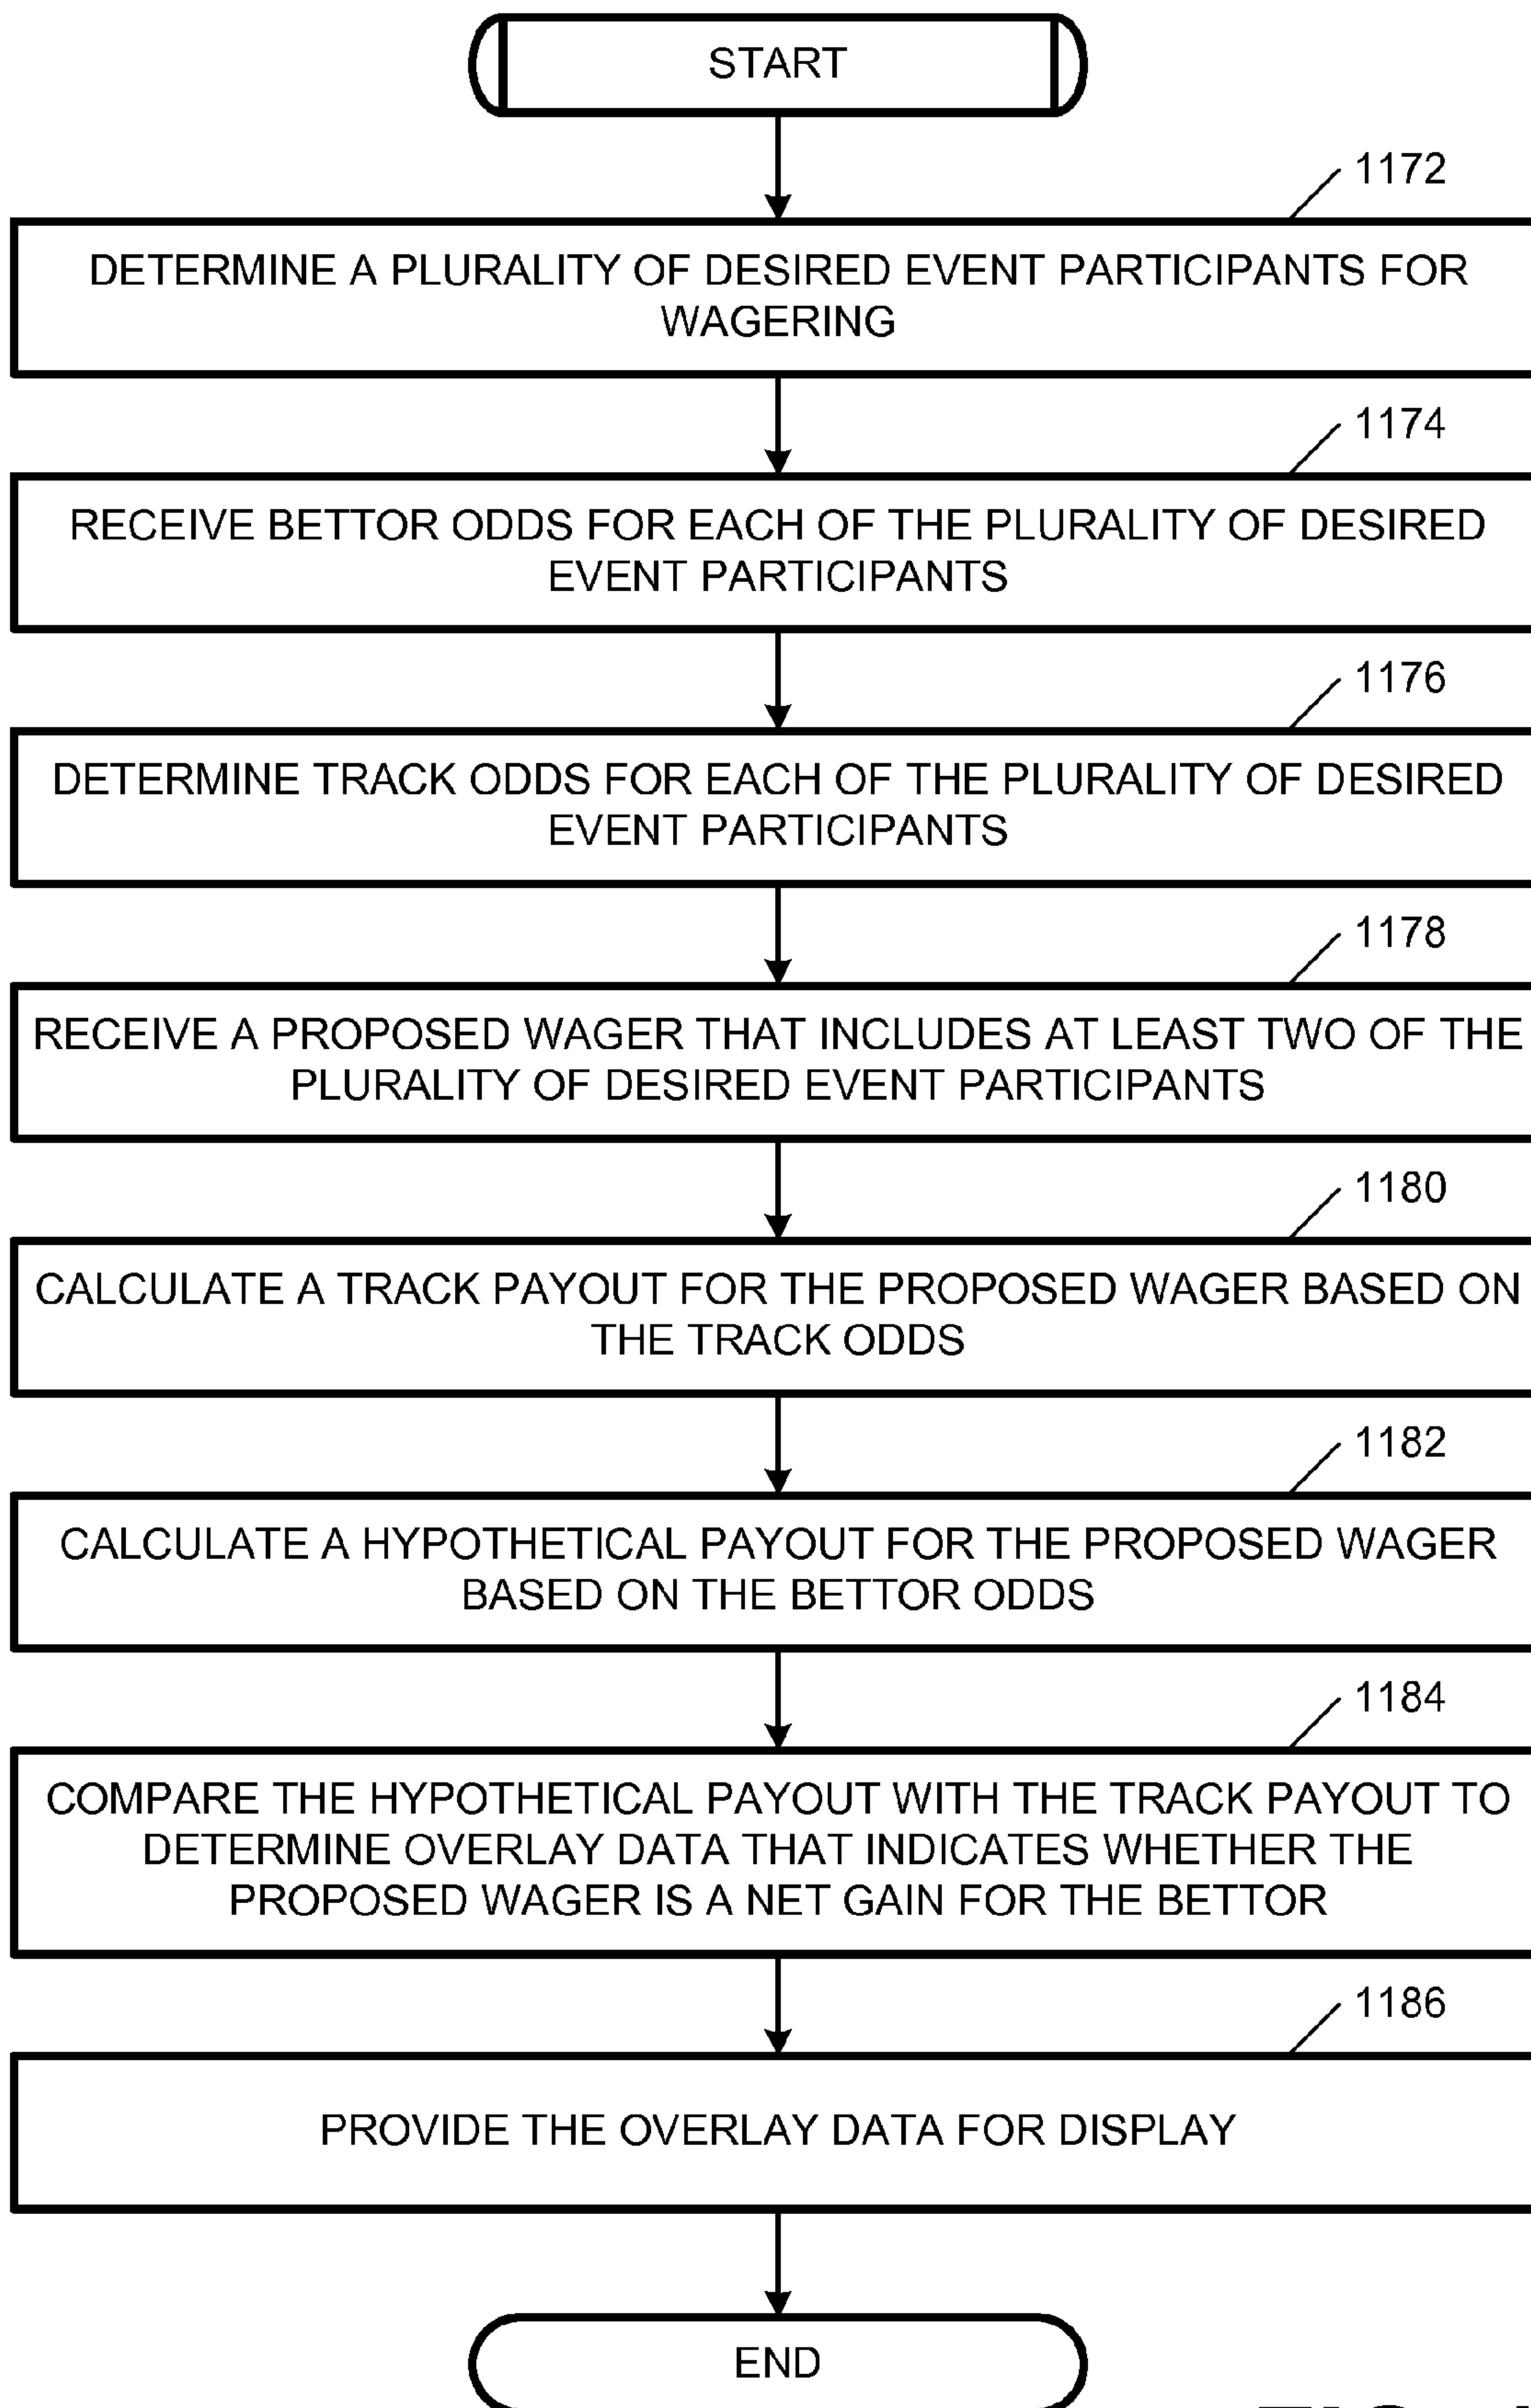 START
1172
DETERMINE A PLURALITY OF DESIRED EVENT PARTICIPANTS FOR
WAGERING
1174
RECEIVE BETTOR ODDS FOR EACH OF THE PLURALITY OF DESIRED
EVENT PARTICIPANTS
1176
DETERMINE TRACK ODDS FOR EACH OF THE PLURALITY OF DESIRED
EVENT PARTICIPANTS
1178
RECEIVE A PROPOSED WAGER THAT INCLUDES AT LEAST TWO OF THE
PLURALITY OF DESIRED EVENT PARTICIPANTS
1180
CALCULATE A TRACK PAYOUT FOR THE PROPOSED WAGER BASED ON
THE TRACK ODDS
1182
CALCULATE A HYPOTHETICAL PAYOUT FOR THE PROPOSED WAGER
BASED ON THE BETTOR ODDS
1184
COMPARE THE HYPOTHETICAL PAYOUT WITH THE TRACK PAYOUT TO
DETERMINE OVERLAY DATA THAT INDICATES WHETHER THE
PROPOSED WAGER IS A NET GAIN FOR THE BETTOR
1186
PROVIDE THE OVERLAY DATA FOR DISPLAY
END